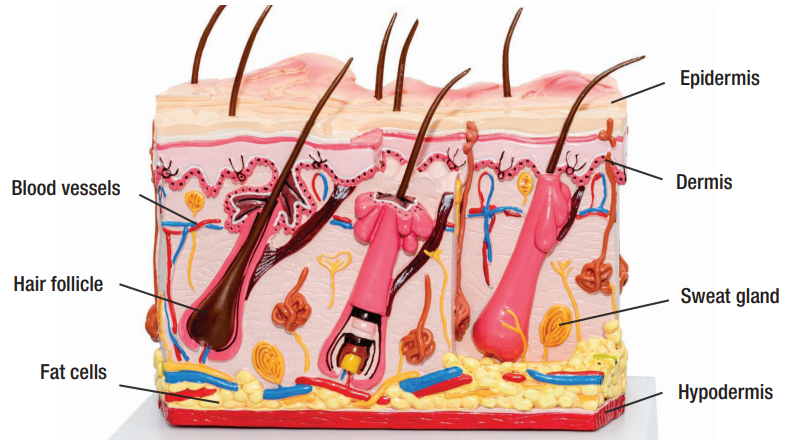 Epidermis
Blood vessels
Dermis
Hair follicle
Sweat gland
Fat cells
Hypodermis